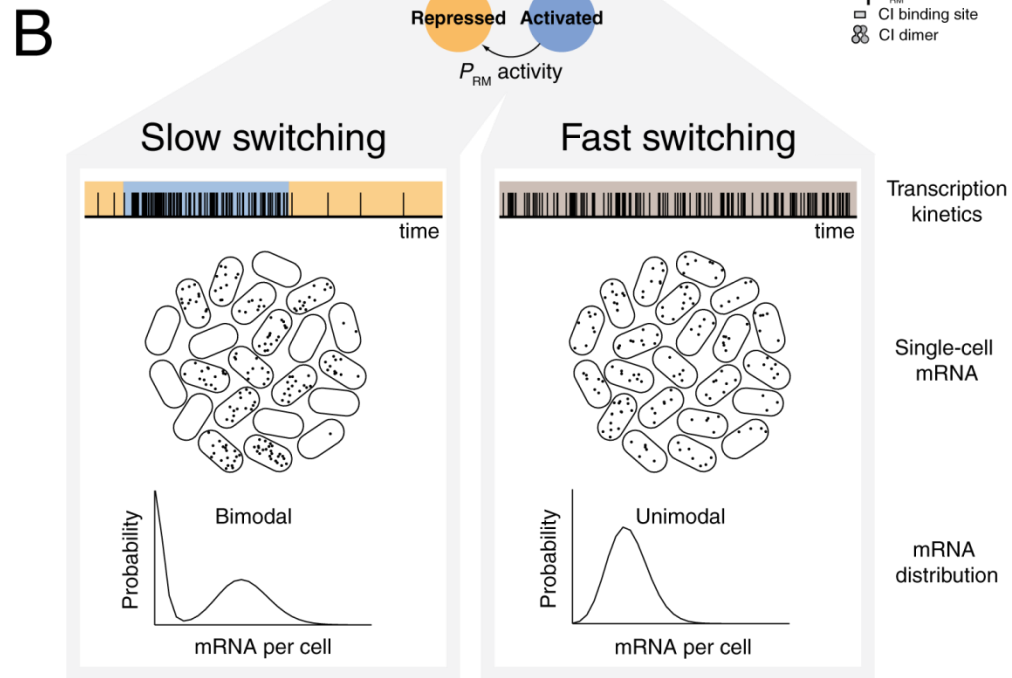 B
Repressed Activated
PRM activity
RM
CI binding site
CI dimer
Slow switching
Fast switching
time
time
Transcription
kinetics
Single-cell
mRNA
Bimodal
Probability
mRNA per cell
Unimodal
Probability
mRNA per cell
mRNA
distribution